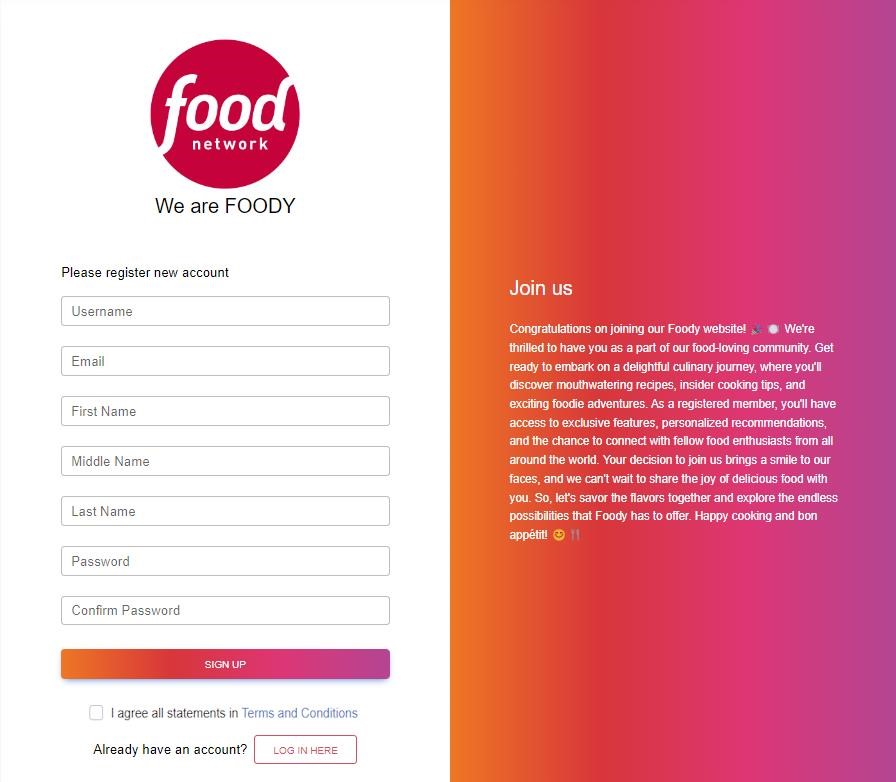 food
network
We are FOODY
Please register new account
Username
Email
First Name
Middle Name
Last Name
Password
Confirm Password
SIGN UP
I agree all statements in Terms and Conditions
Already have an account? LOG IN HERE
Join us
Congratulations on joining our Foody website! 🎉 🍽️ We're
thrilled to have you as a part of our food-loving community. Get
ready to embark on a delightful culinary journey, where you'll
discover mouthwatering recipes, insider cooking tips, and
exciting foodie adventures. As a registered member, you'll have
access to exclusive features, personalized recommendations,
and the chance to connect with fellow food enthusiasts from all
around the world. Your decision to join us brings a smile to our
faces, and we can't wait to share the joy of delicious food with
you. So, let's savor the flavors together and explore the endless
possibilities that Foody has to offer. Happy cooking and bon
appétit! 😊🍴